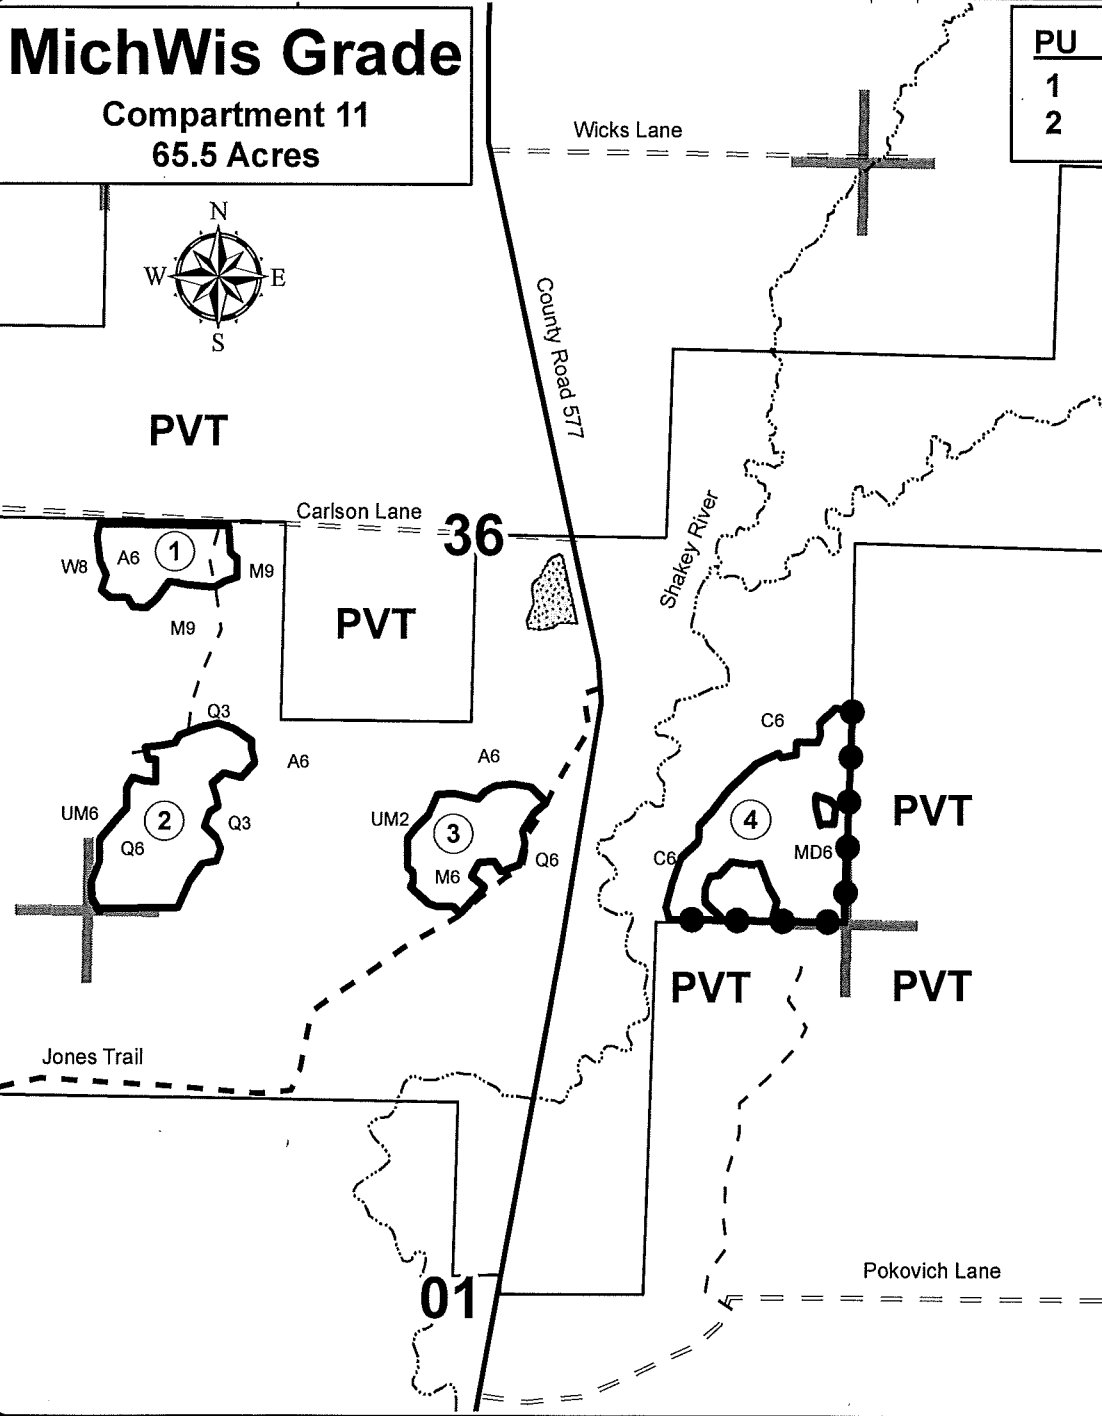 MichWis Grade
Compartment 11
65.5 Acres
PU
1
2
Wicks Lane
N
W
E
S
County Road 577
PVT
Carlson Lane
36
Shakey River
W8
A6
1
M9
M9
PVT
Q3
C6
A6
A6
UM6
2
Q3
Q6
UM2
3
M6
Q6
4
C6
MD6
PVT
PVT
PVT
Jones Trail
Pokovich Lane
01